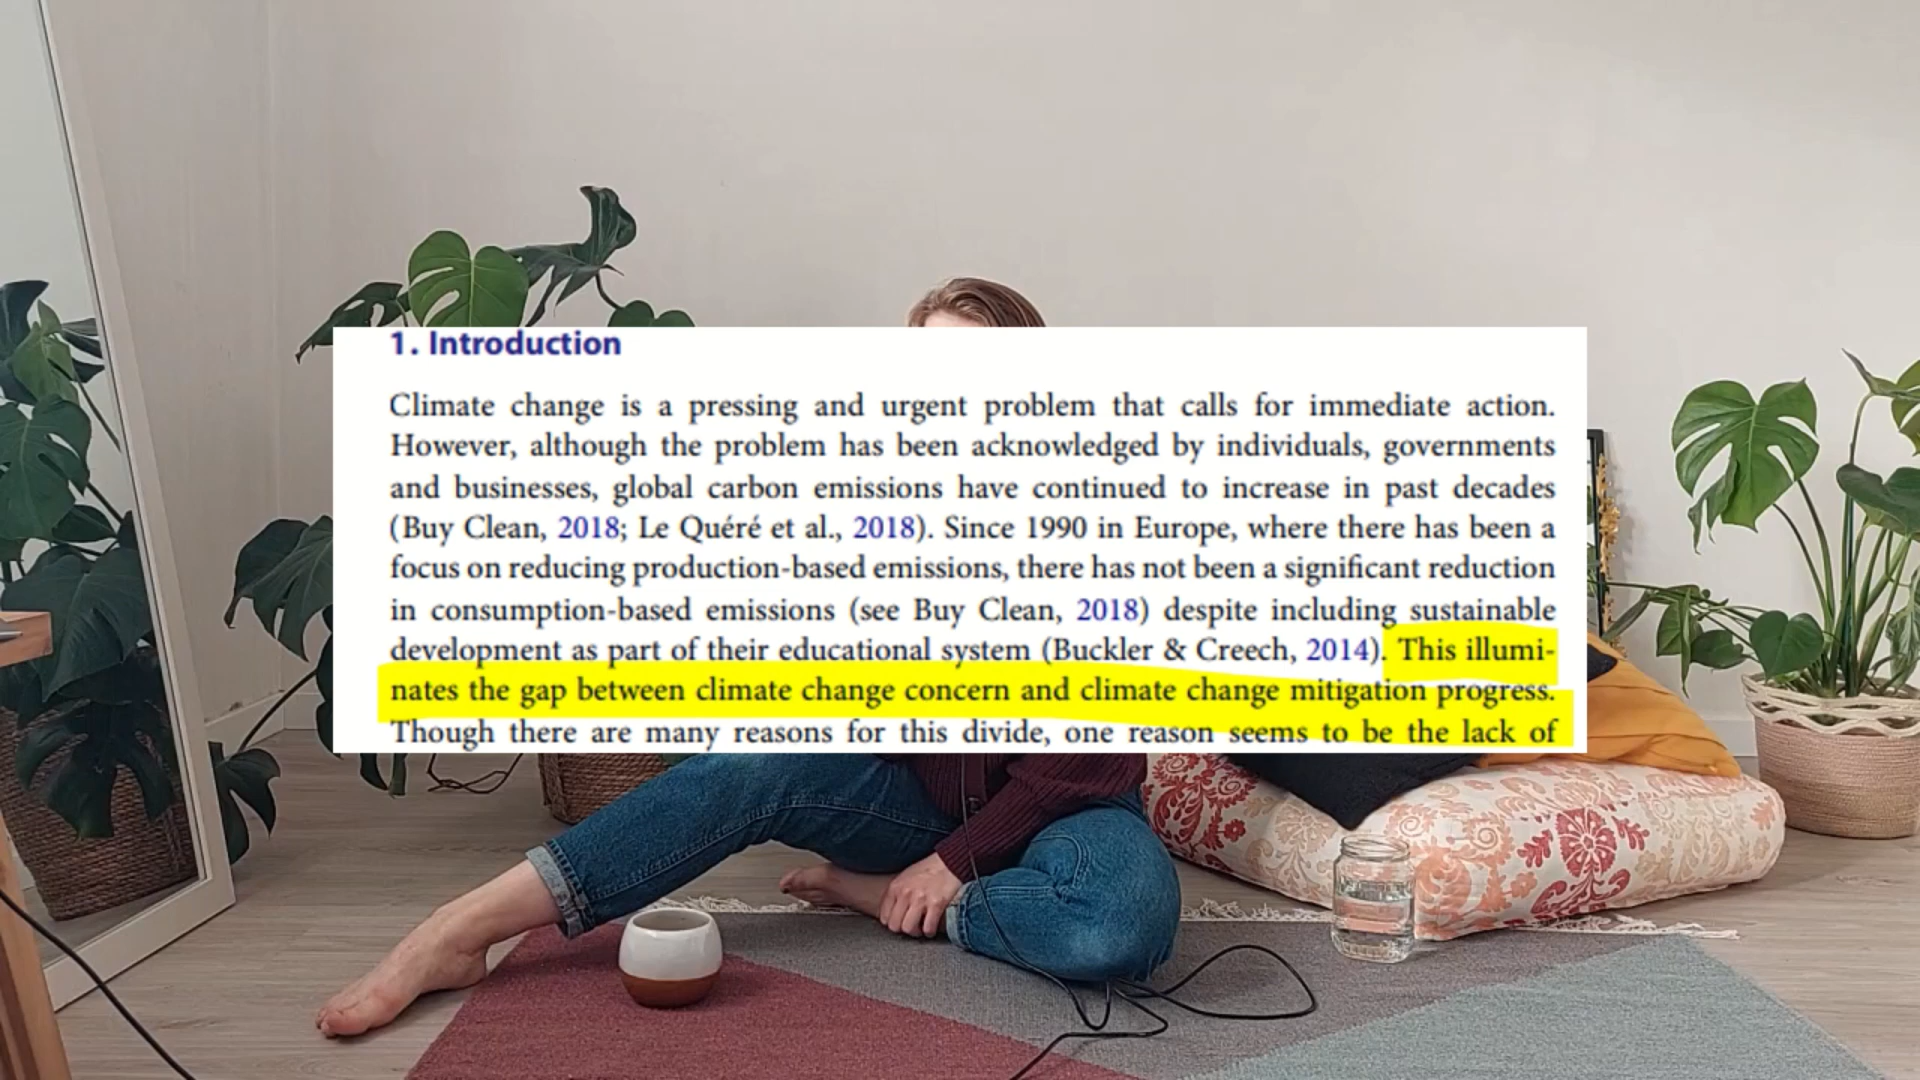 1. Introduction
Climate change is a pressing and urgent problem that calls for immediate action.
However, although the problem has been acknowledged by individuals, governments
and businesses, global carbon emissions have continued to increase in past decades
(Buy Clean, 2018; Le Quéré et al., 2018). Since 1990 in Europe, where there has been a
focus on reducing production-based emissions, there has not been a significant reduction
in consumption-based emissions (see Buy Clean, 2018) despite including sustainable
development as part of their educational system (Buckler & Creech, 2014). This illumi-
nates the gap between climate change concern and climate change mitigation progress.
Though there are many reasons for this divide, one reason seems to be the lack of